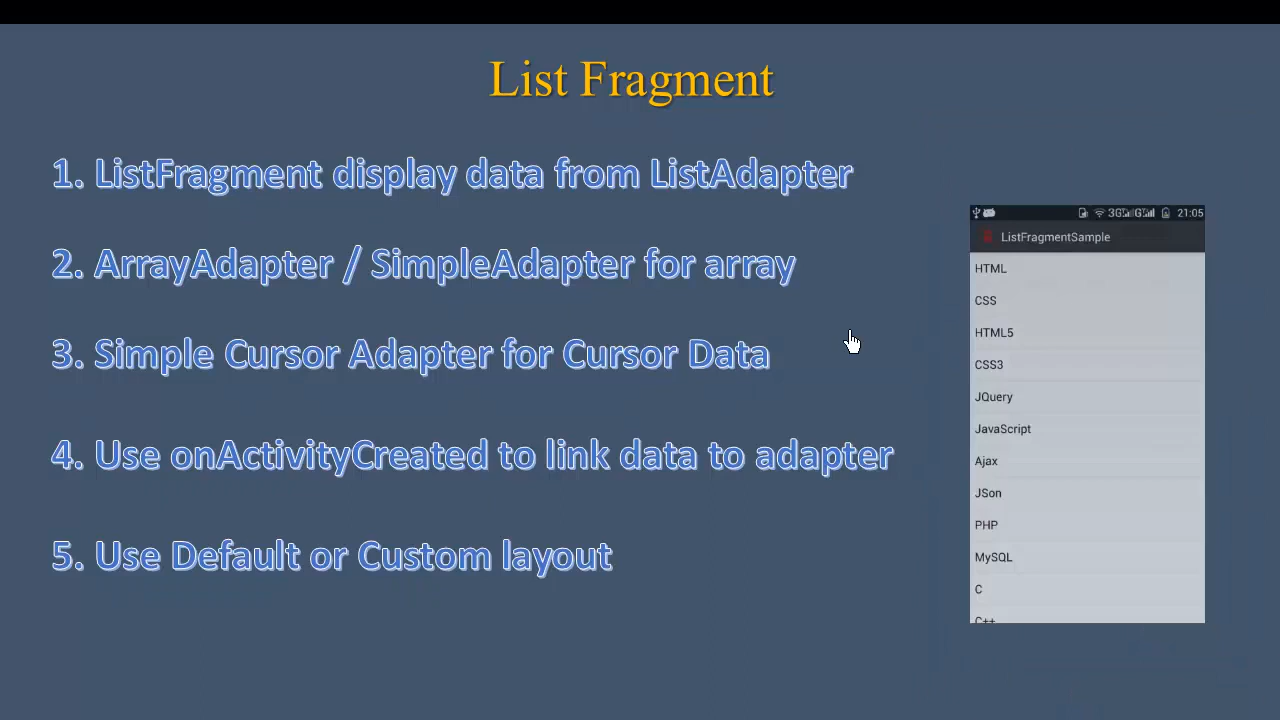 List Fragment
1. ListFragment display data from ListAdapter
2. ArrayAdapter / SimpleAdapter for array
3. Simple Cursor Adapter for Cursor Data
4. Use onActivityCreated to link data to adapter
5. Use Default or Custom layout
21:05
ListFragmentSample
HTML
CSS
HTML5
CSS3
JQuery
JavaScript
Ajax
JSon
PHP
MySQL
C
C++